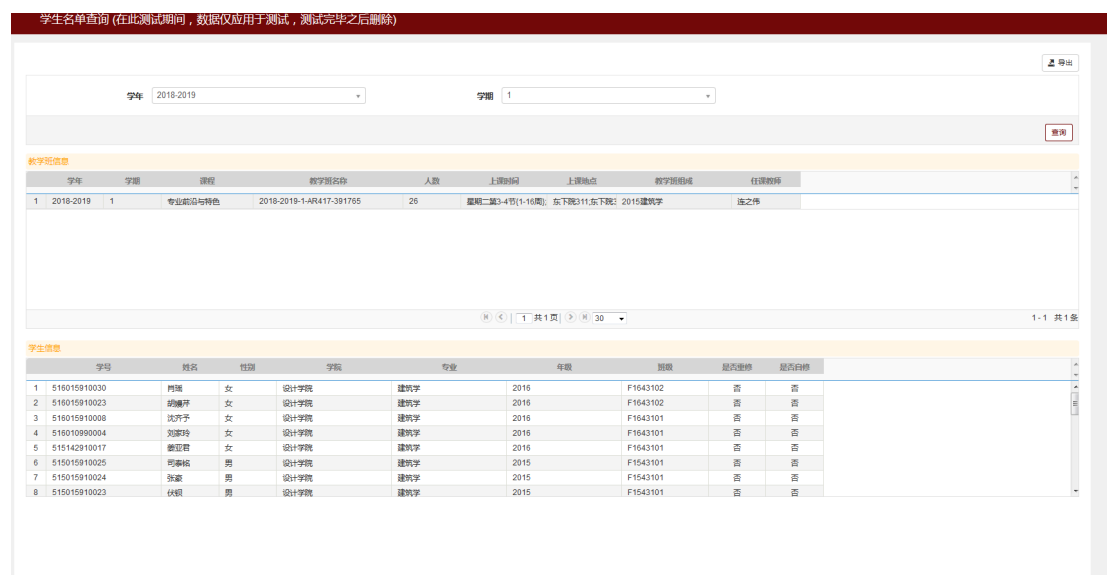 学生名单查询 (在此测试期间，数据仅应用于测试，测试完毕之后删除)
导出
学年 2018-2019 学期 1
查询
教学班信息
学年 学期 课程 教学班名称 人数 上课时间 上课地点 教学班组成 任课教师
1 2018-2019 1 专业前沿与特色 2018-2019-1-AR417-391765 26 星期二第3-4节(1-16周); 东下院311;东下院3 2015建筑学 连之伟
1 共1页 30 1-1 共1条
学生信息
学号 姓名 性别 学院 专业 年级 班级 是否重修 是否自修
1 516015910030 肖瑶 女 设计学院 建筑学 2016 F1643102 否 否
2 516015910023 女 设计学院 建筑学 2016 F1643102 否 否
3 516015910008 沈齐予 女 设计学院 建筑学 2016 F1643101 否 否
4 516010990004 刘家玲 女 设计学院 建筑学 2016 F1643101 否 否
5 515142910017 姜亚君 女 设计学院 建筑学 2016 F1643101 否 否
6 515015910025 司泰铭 男 设计学院 建筑学 2015 F1543101 否 否
7 515015910024 张豪 男 设计学院 建筑学 2015 F1543101 否 否
8 515015910023 男 设计学院 建筑学 2015 F1543101 否 否